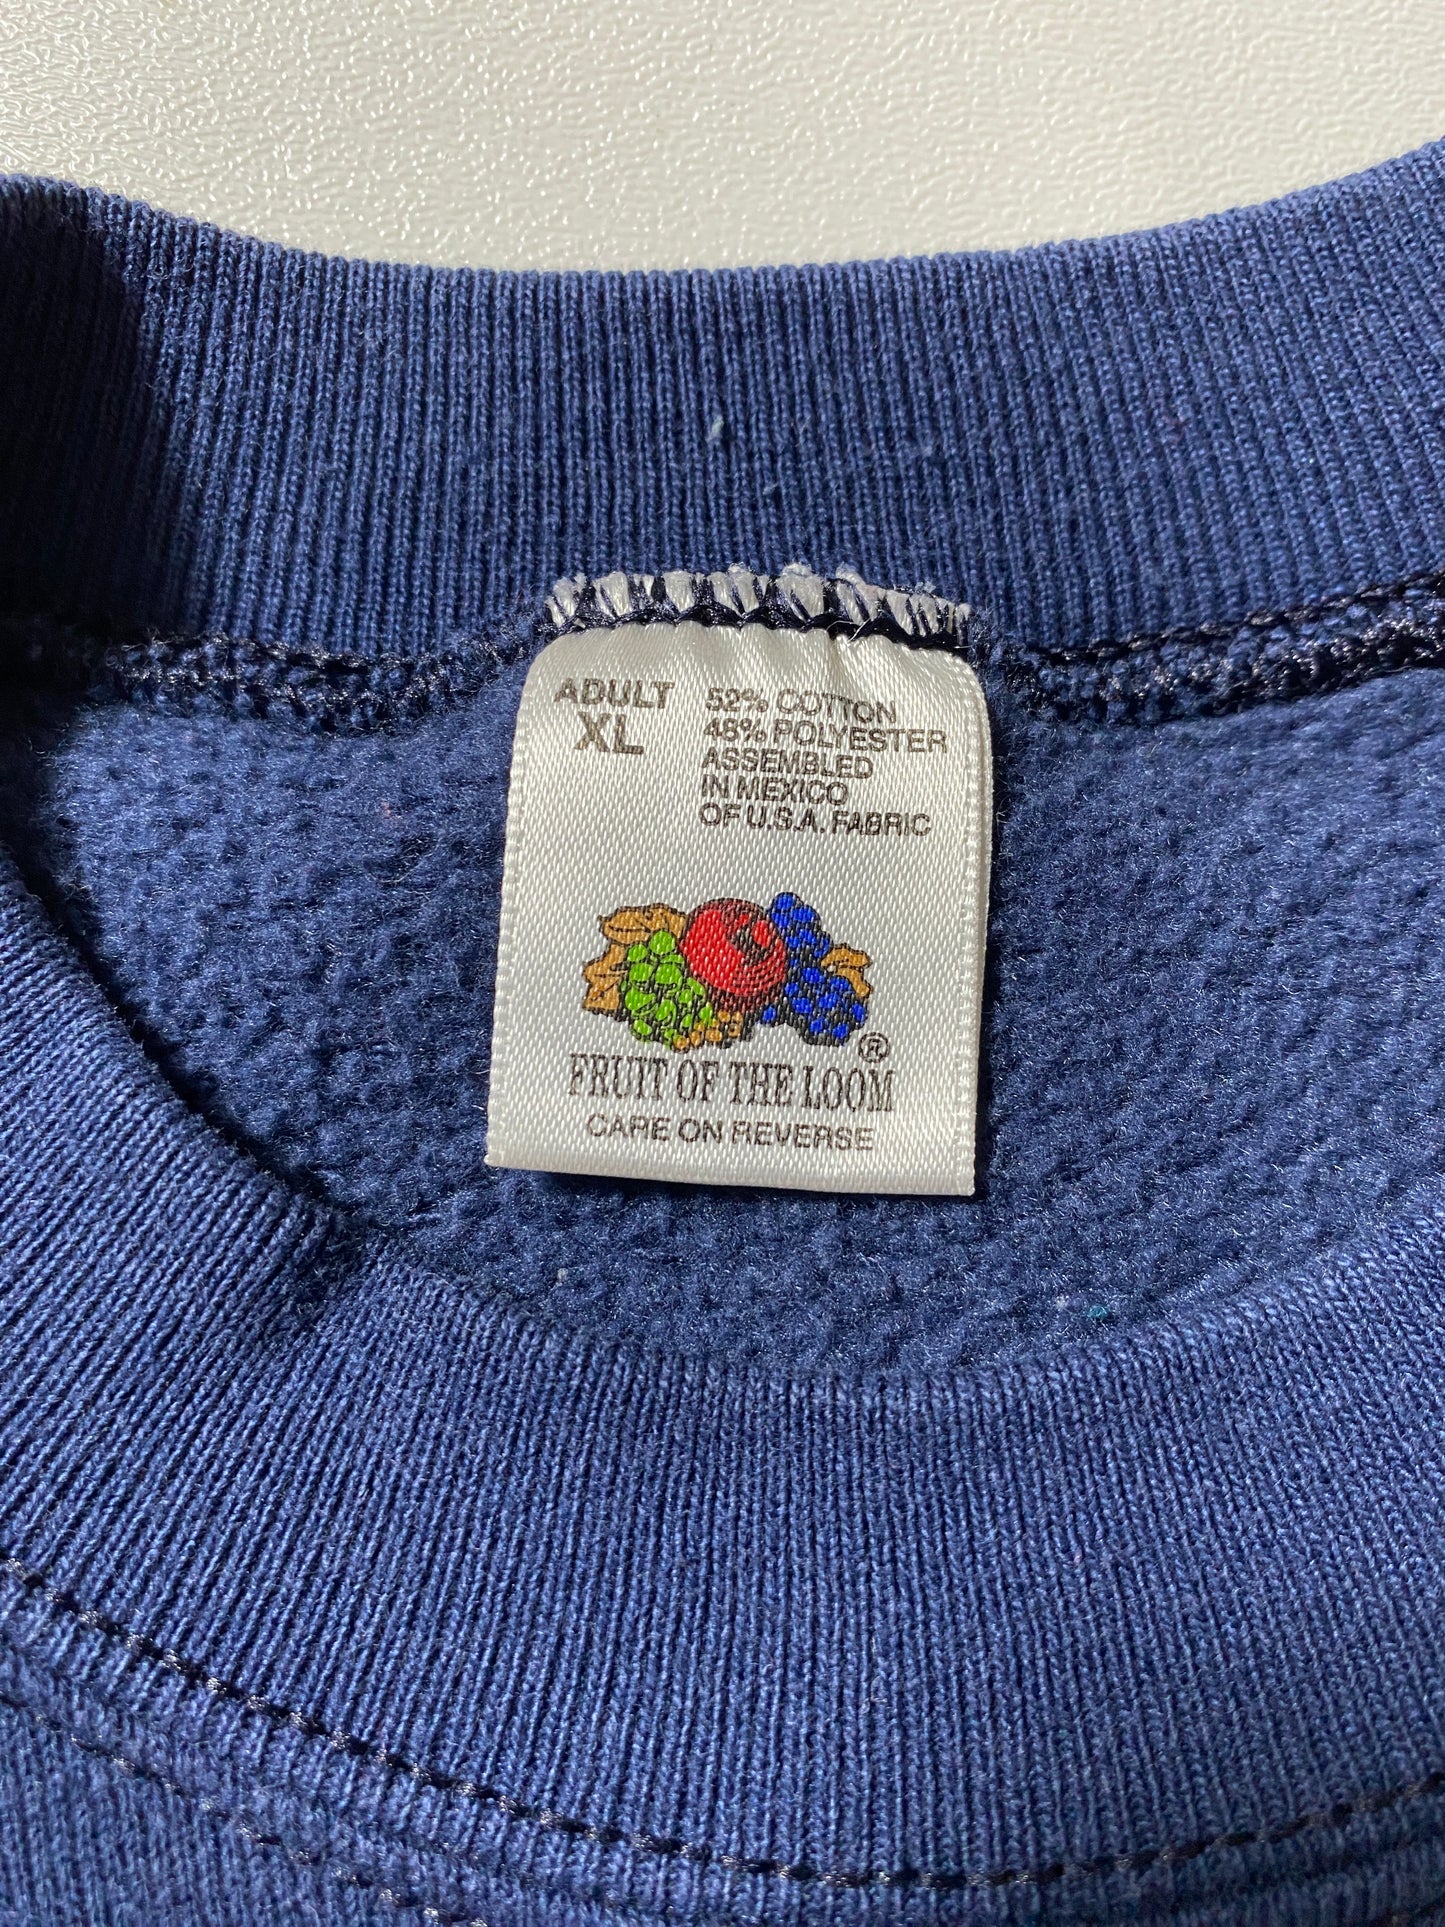 ADULT
XL
52% COTTON
48% POLYESTER
ASSEMBLED
IN MEXICO
OF U.S.A. FABRIC
®
FRUIT OF THE LOOM
CARE ON REVERSE